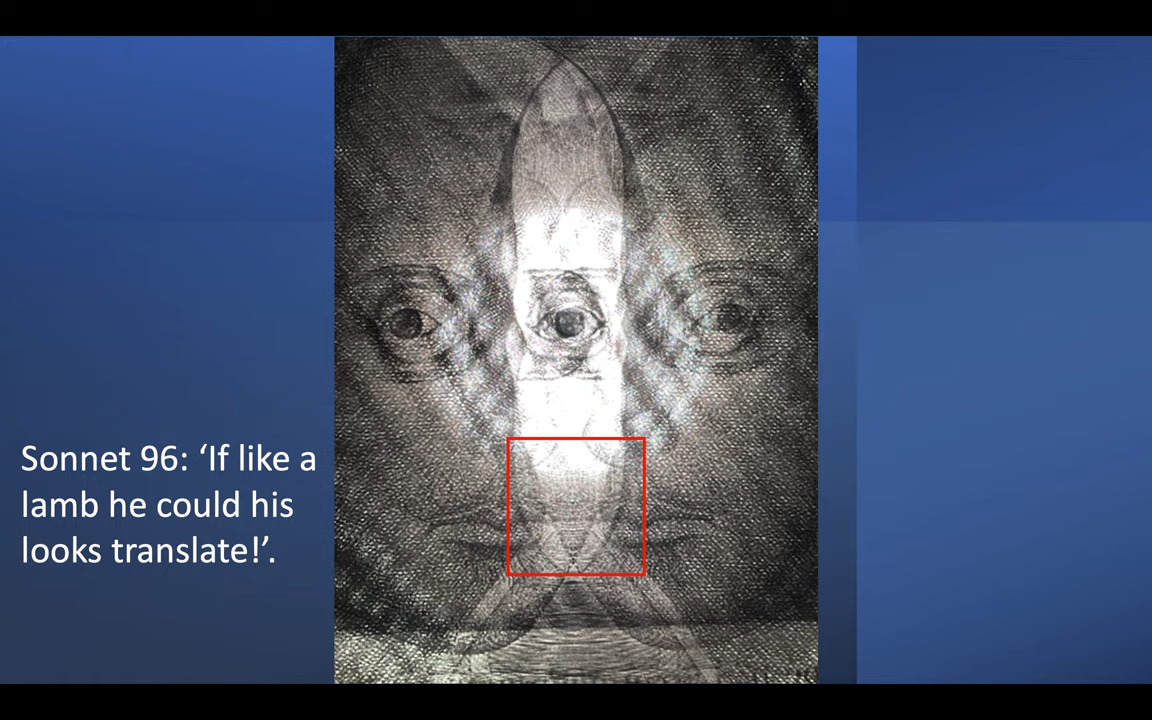 Sonnet 96: ‘If like a
lamb he could his
looks translate!’.